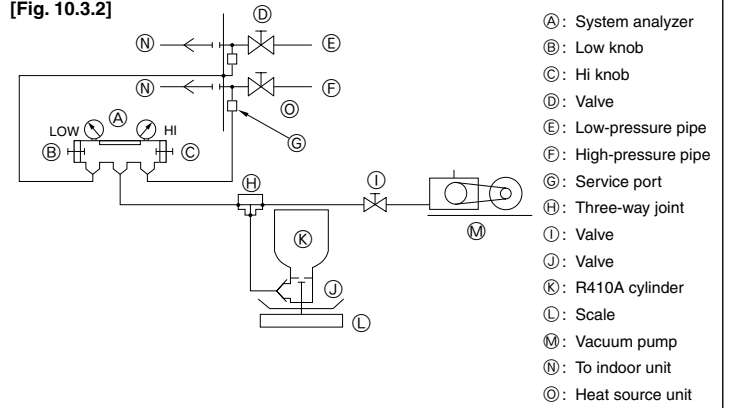 [Fig. 10.3.2]
Ⓓ
Ⓝ Ⓔ
Ⓝ Ⓕ
Ⓞ
Ⓐ
LOW HI
Ⓑ Ⓒ
Ⓖ
Ⓗ Ⓘ
Ⓚ Ⓜ
Ⓙ
Ⓛ
Ⓐ: System analyzer
Ⓑ: Low knob
Ⓒ: Hi knob
Ⓓ: Valve
Ⓔ: Low-pressure pipe
Ⓕ: High-pressure pipe
Ⓖ: Service port
Ⓗ: Three-way joint
Ⓘ: Valve
Ⓙ: Valve
Ⓚ: R410A cylinder
Ⓛ: Scale
Ⓜ: Vacuum pump
Ⓝ: To indoor unit
Ⓞ: Heat source unit